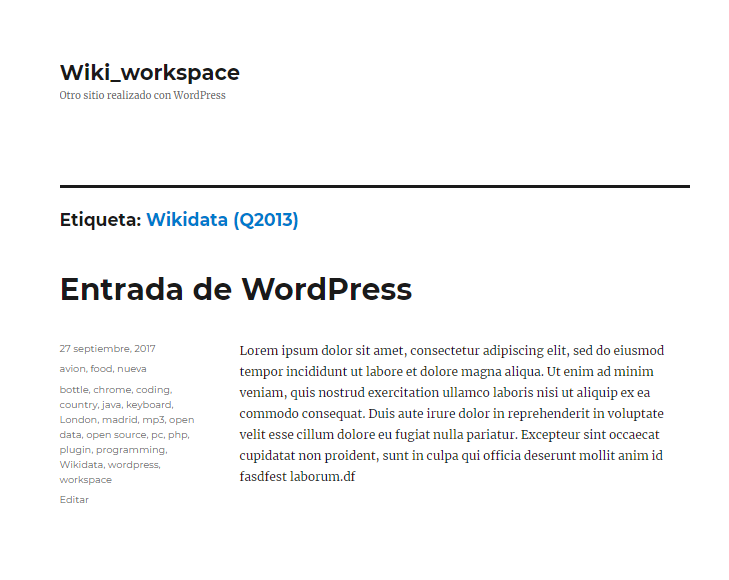 Wiki_workspace
Otro sitio realizado con WordPress
Etiqueta: Wikidata (Q2013)
Entrada de WordPress
27 septiembre, 2017
avion, food, nueva
bottle, chrome, coding,
country, java, keyboard,
London, madrid, mp3, open
data, open source, pc, php,
plugin, programming,
Wikidata, wordpress,
workspace
Editar
Lorem ipsum dolor sit amet, consectetur adipiscing elit, sed do eiusmod
tempor incididunt ut labore et dolore magna aliqua. Ut enim ad minim
veniam, quis nostrud exercitation ullamco laboris nisi ut aliquip ex ea
commodo consequat. Duis aute irure dolor in reprehenderit in voluptate
velit esse cillum dolore eu fugiat nulla pariatur. Excepteur sint occaecat
cupidatat non proident, sunt in culpa qui officia deserunt mollit anim id
fasdfest laborum.df